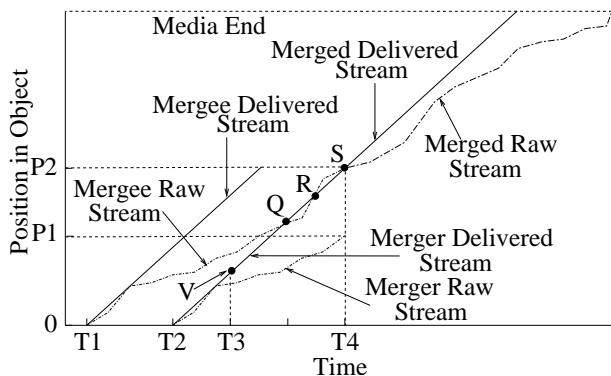 Media End
Merged Delivered
Stream
Mergee Delivered
Stream
Merged Raw
Stream
S
P2
Mergee Raw
Stream
R
Q
P1
Merger Delivered
Stream
V
Merger Raw
Stream
Position in Object
0
T1
T2
T3
T4
Time